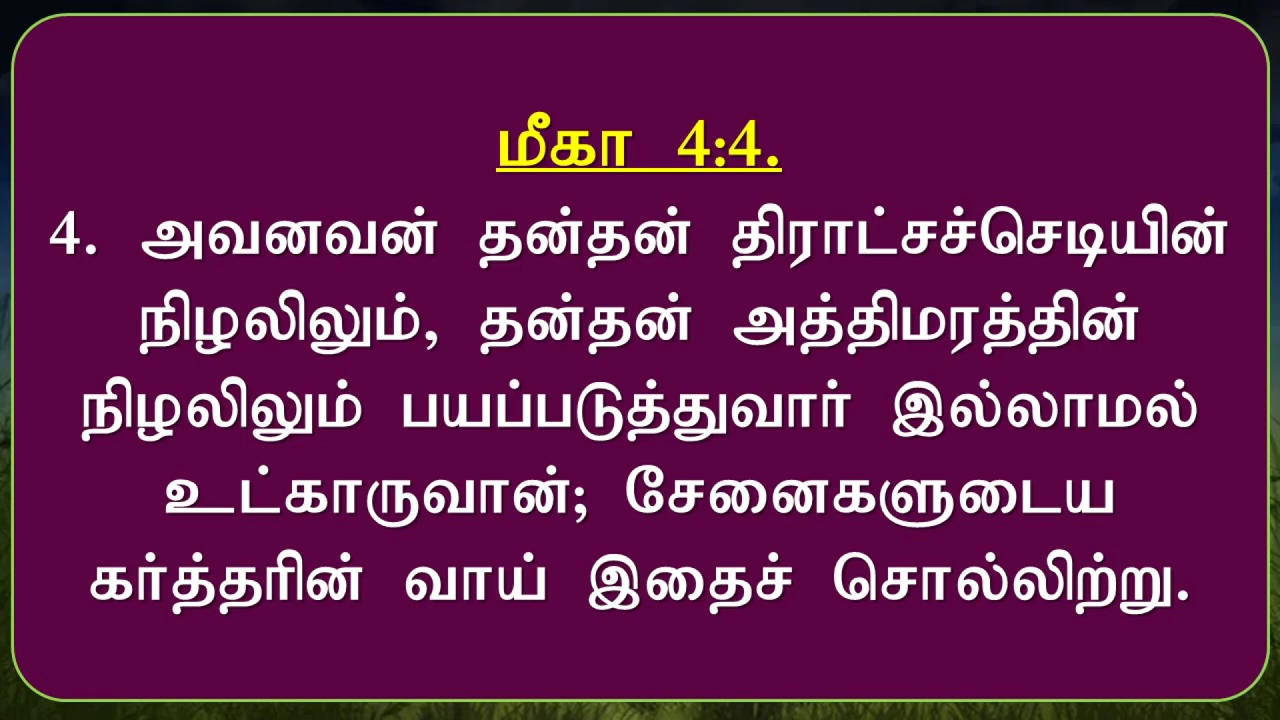 மீகா 4:4.
4. அவனவன் தன்தன் திராட்சச்செடியின்
நிழலிலும், தன்தன் அத்திமரத்தின்
நிழலிலும் பயப்படுத்துவார் இல்லாமல்
உட்காருவான்; சேனைகளுடைய
கர்த்தரின் வாய் இதைச் சொல்லிற்று.